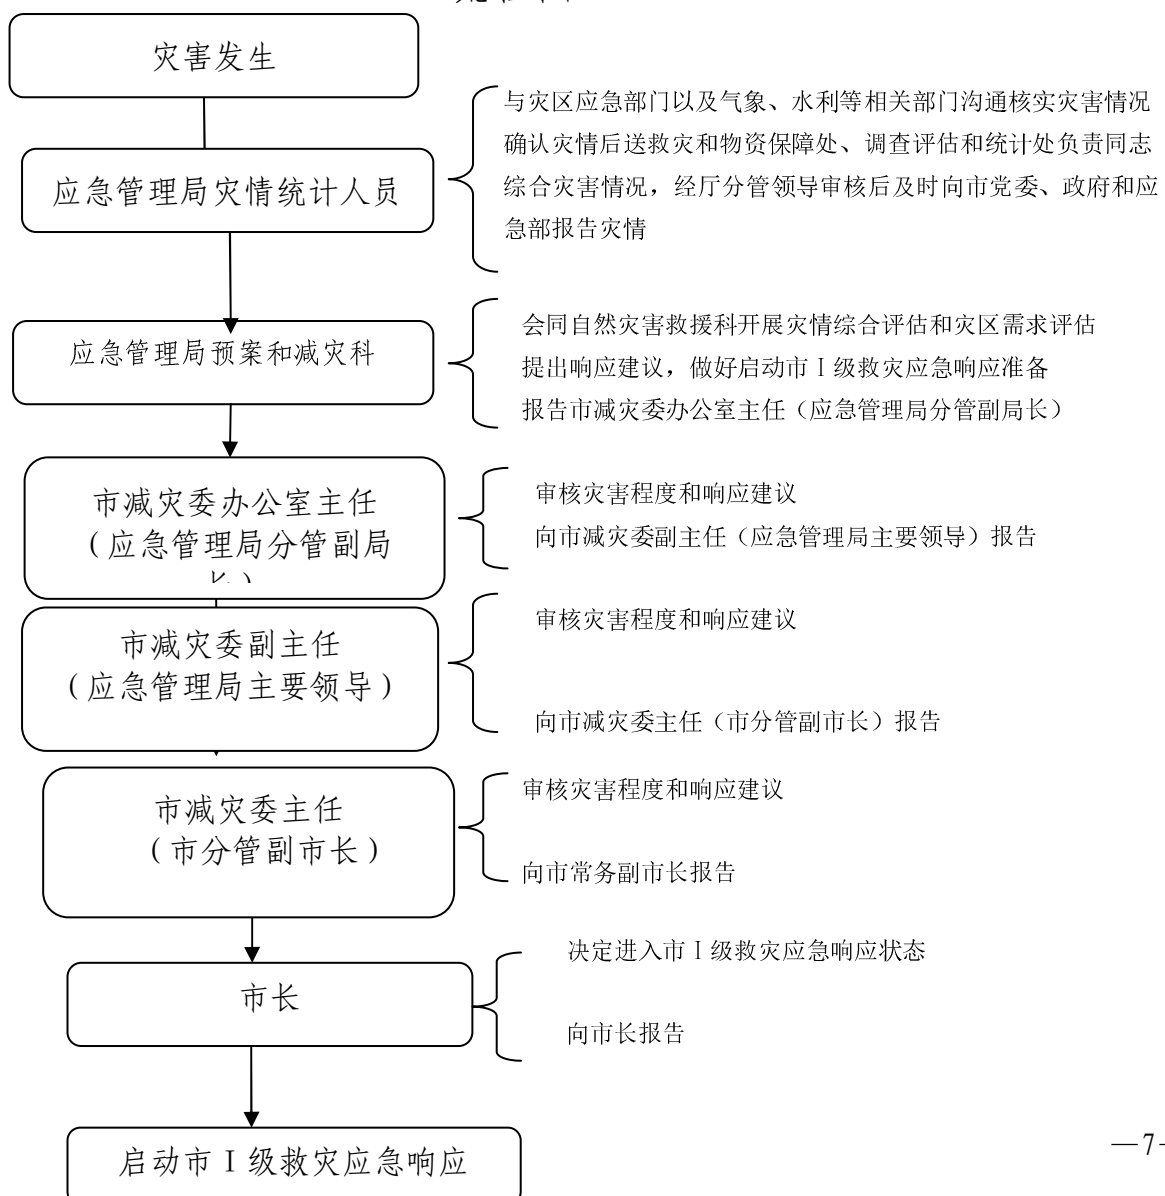 灾害发生
与灾区应急部门以及气象、水利等相关部门沟通核实灾害情况
确认灾情后送救灾和物资保障处、调查评估和统计处负责同志
综合灾害情况，经厅分管领导审核后及时向市党委、政府和应
急部报告灾情
应急管理局灾情统计人员
会同自然灾害救援科开展灾情综合评估和灾区需求评估
提出响应建议，做好启动市Ⅰ级救灾应急响应准备
报告市减灾委办公室主任（应急管理局分管副局长）
应急管理局预案和减灾科
市减灾委办公室主任
（应急管理局分管副局
审核灾害程度和响应建议
向市减灾委副主任（应急管理局主要领导）报告
市减灾委副主任
（应急管理局主要领导）
审核灾害程度和响应建议
向市减灾委主任（市分管副市长）报告
市减灾委主任
（市分管副市长）
审核灾害程度和响应建议
向市常务副市长报告
市长
决定进入市Ⅰ级救灾应急响应状态
向市长报告
启动市Ⅰ级救灾应急响应
—7-